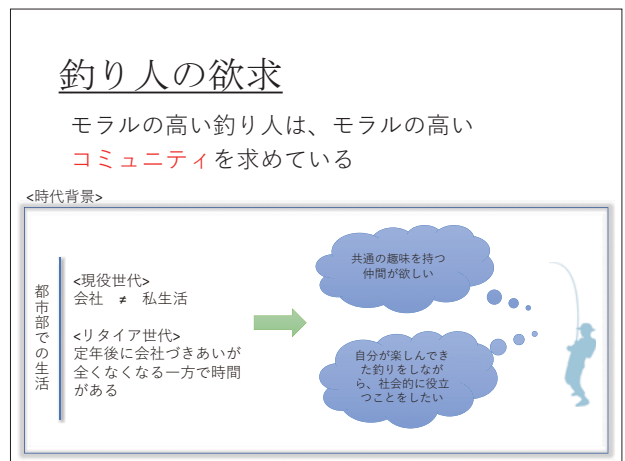 釣り人の欲求
モラルの高い釣り人は、モラルの高い
コミュニティを求めている
<時代背景>
都市部での生活
<現役世代>
会社 ≠ 私生活
<リタイア世代>
定年後に会社づきあいが
全くなくなる一方で時間
がある
共通の趣味を持つ
仲間が欲しい
自分が楽しんでき
た釣りをしなが
ら、社会的に役立
つことをしたい